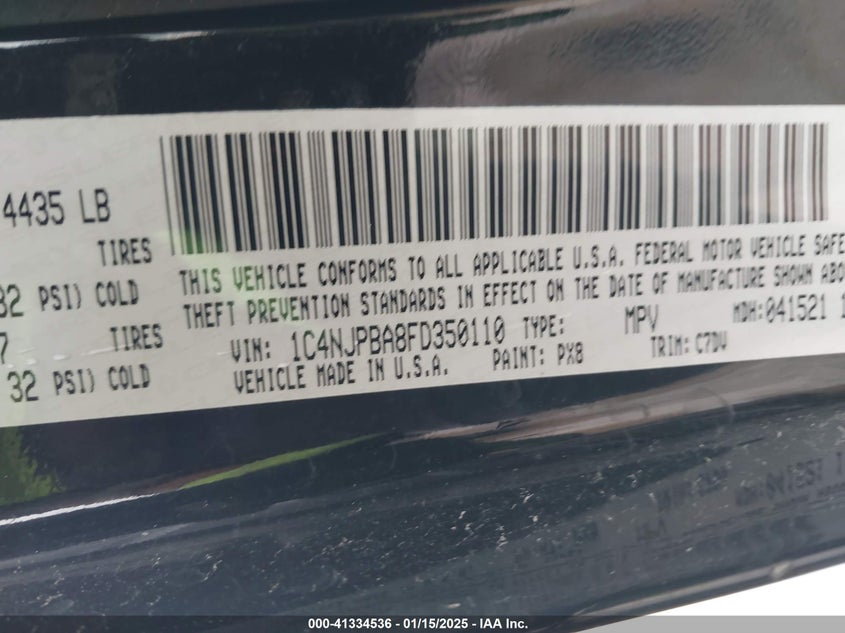 4435 LB
TIRES
32 PSI) COLD
7 TIRES
32 PSI) COLD
THIS VEHICLE CONFORMS TO ALL APPLICABLE U.S.A. FEDERAL MOTOR VEHICLE SAFE
THEFT PREVENTION STANDARDS IN EFFECT ON THE DATE OF MANUFACTURE SHOWN ABO
VIN: 1C4NJPBA8FD350110 TYPE: MPV MDH: 041521 1
VEHICLE MADE IN U.S.A. PAINT: PX8 TRIM: C7DV
000-41334536 - 01/15/2025 - IAA Inc.